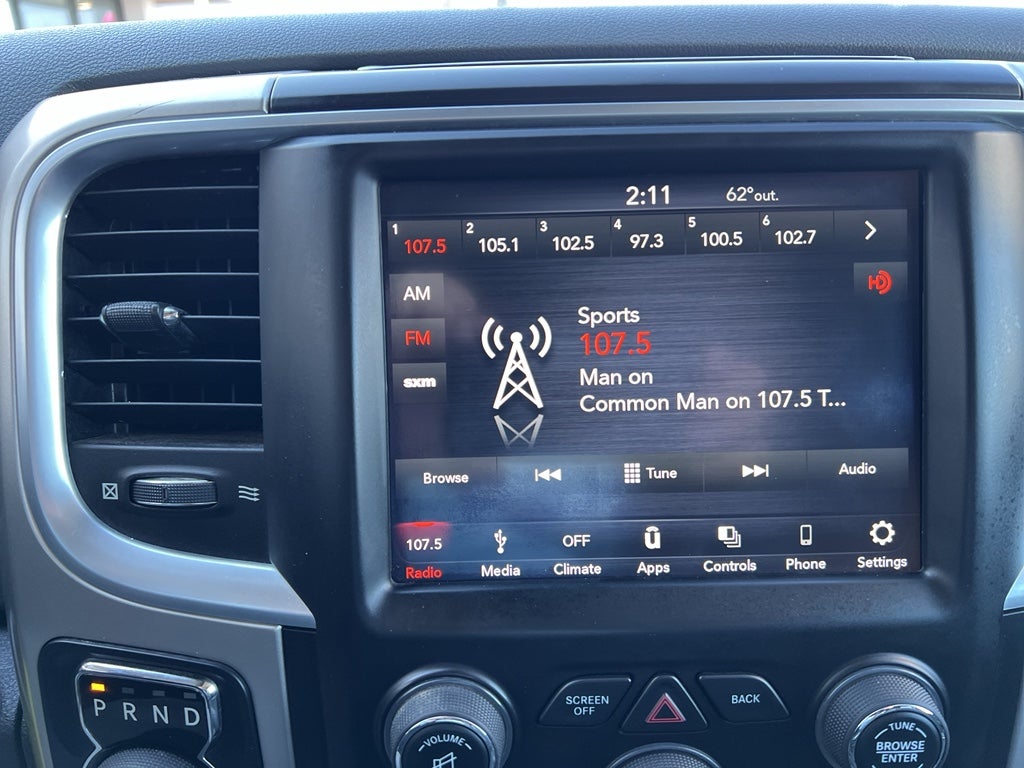 2:11 62° out.
1 107.5 2 105.1 3 102.5 4 97.3 5 100.5 6 102.7
HD
AM
FM
sxm
Sports
107.5
Man on
Common Man on 107.5 T...
Browse Tune Audio
107.5 OFF
Radio Media Climate Apps Controls Phone Settings
P R N D
VOLUME
SCREEN OFF
BACK
TUNE
BROWSE
ENTER